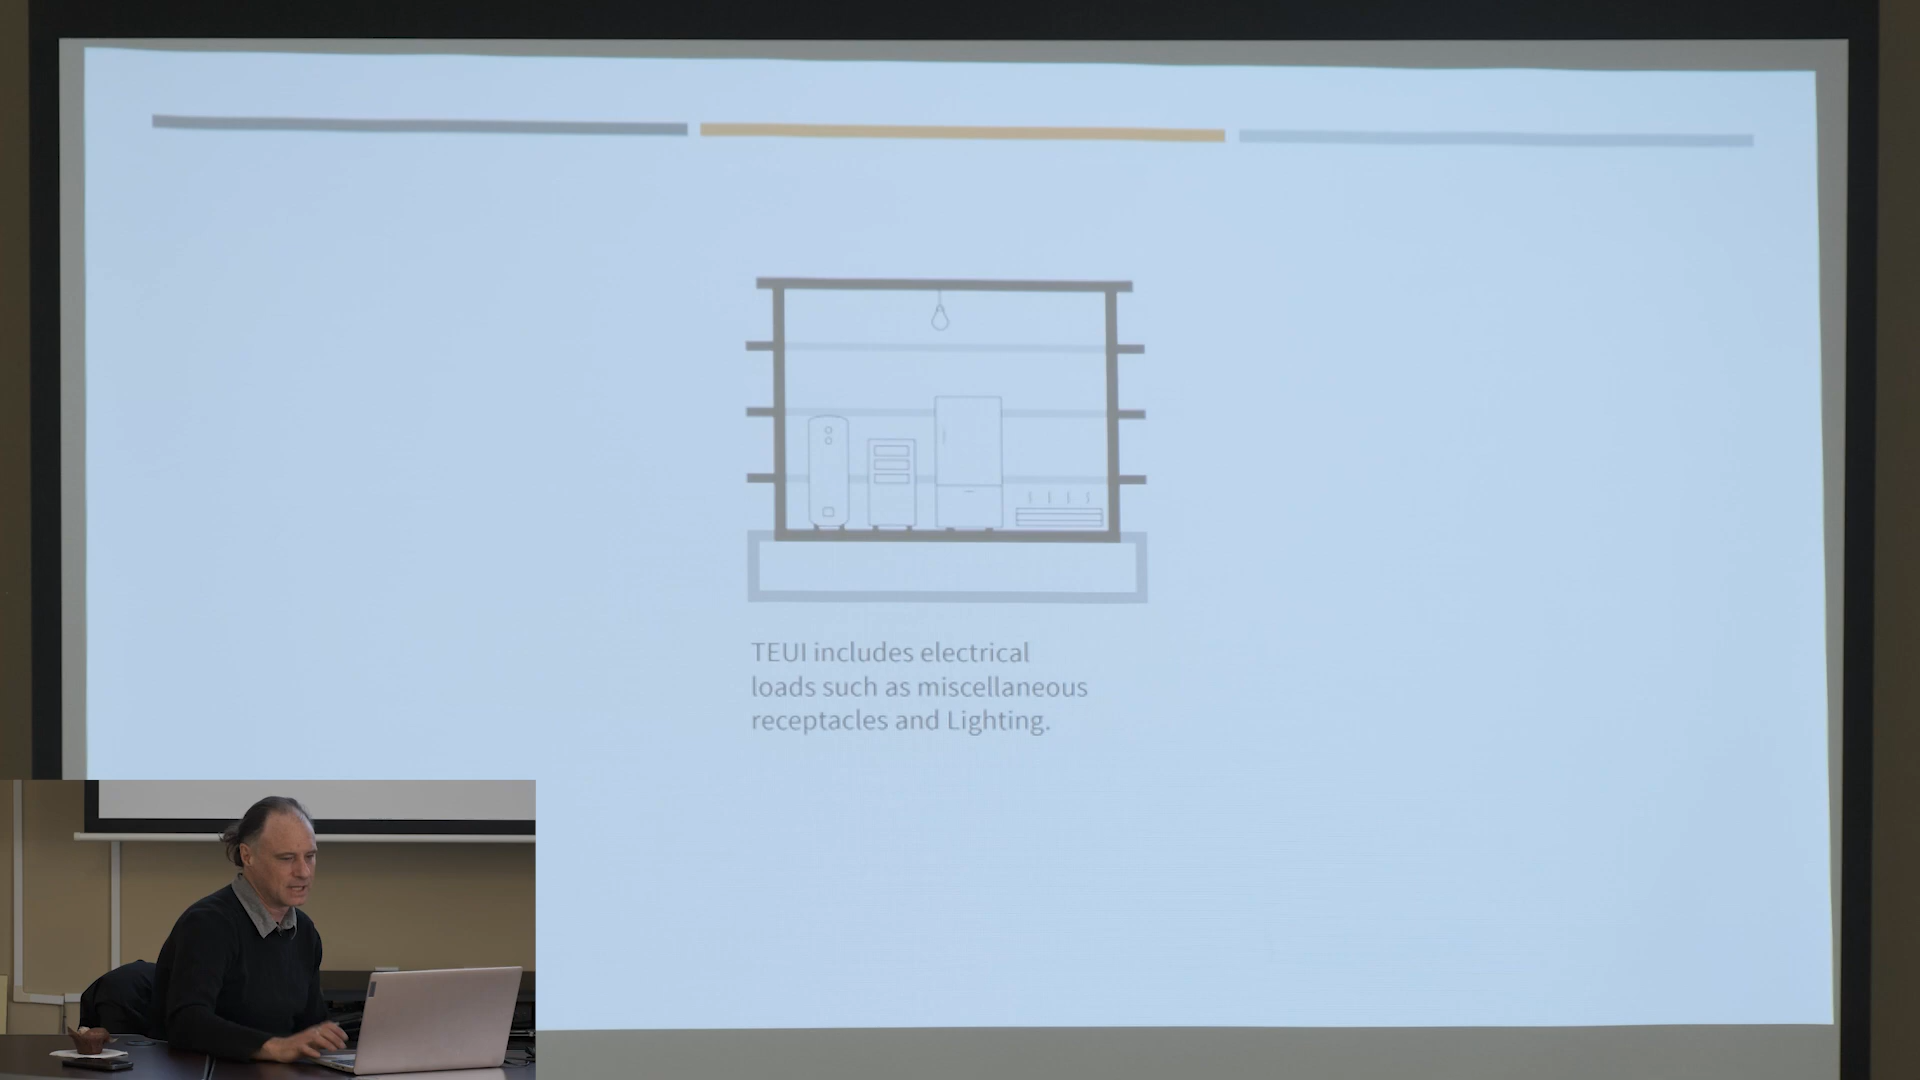 TEUI includes electrical
loads such as miscellaneous
receptacles and Lighting.